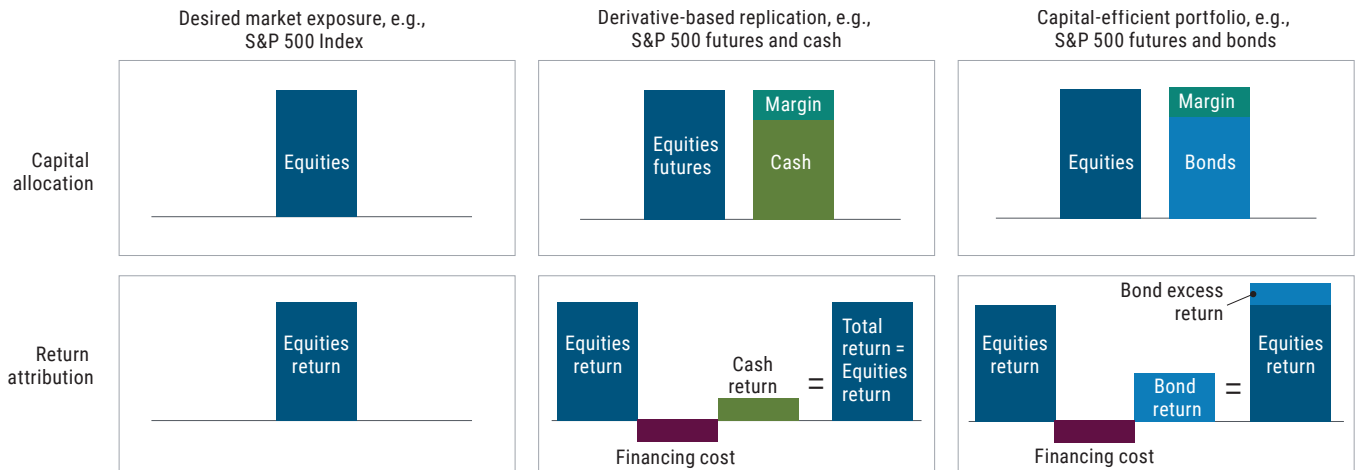 Desired market exposure, e.g.,
S&P 500 Index
Derivative-based replication, e.g.,
S&P 500 futures and cash
Capital-efficient portfolio, e.g.,
S&P 500 futures and bonds
Capital
allocation
Equities
Equities
futures
Margin
Cash
Equities
Margin
Bonds
Return
attribution
Equities
return
Equities
return
Financing cost
Cash
return
=
Total
return =
Equities
return
Equities
return
Financing cost
Bond
return
=
Bond excess
return
Equities
return